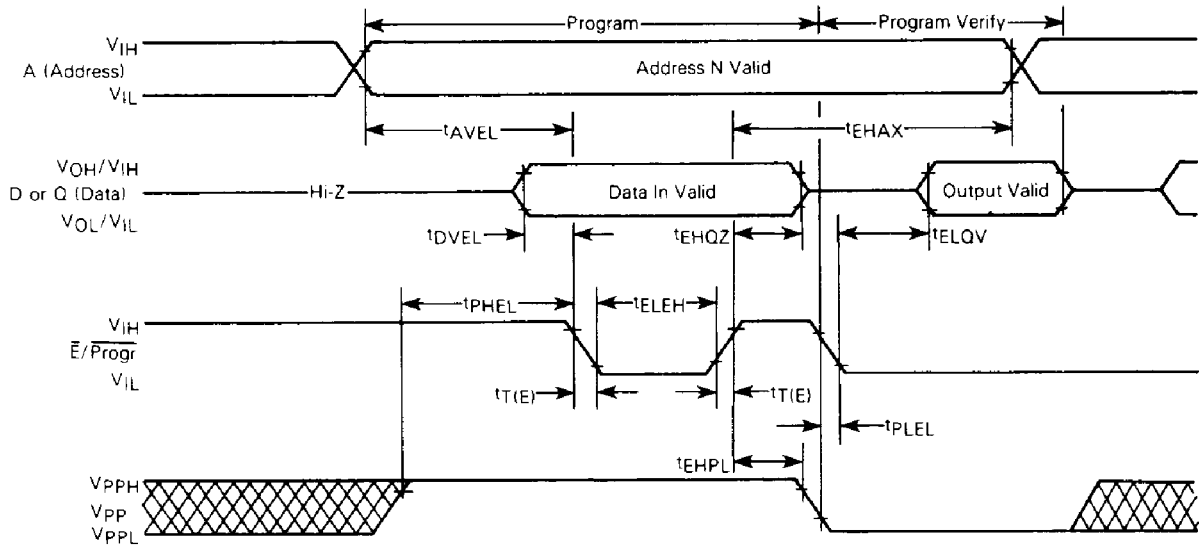 Program
Program Verify
VIH
A (Address)
VIL
Address N Valid
tAVEL
tEHAX
VOH/VIH
D or Q (Data)
VOL/VIL
Hi-Z
Data In Valid
Output Valid
tDVEL
tEHQZ
tELQV
tPHEL
tELEH
VIH
E̅/P̅r̅o̅g̅r̅
VIL
tT(E)
tT(E)
tPLEL
tEHPL
VPPH
VPP
VPPL